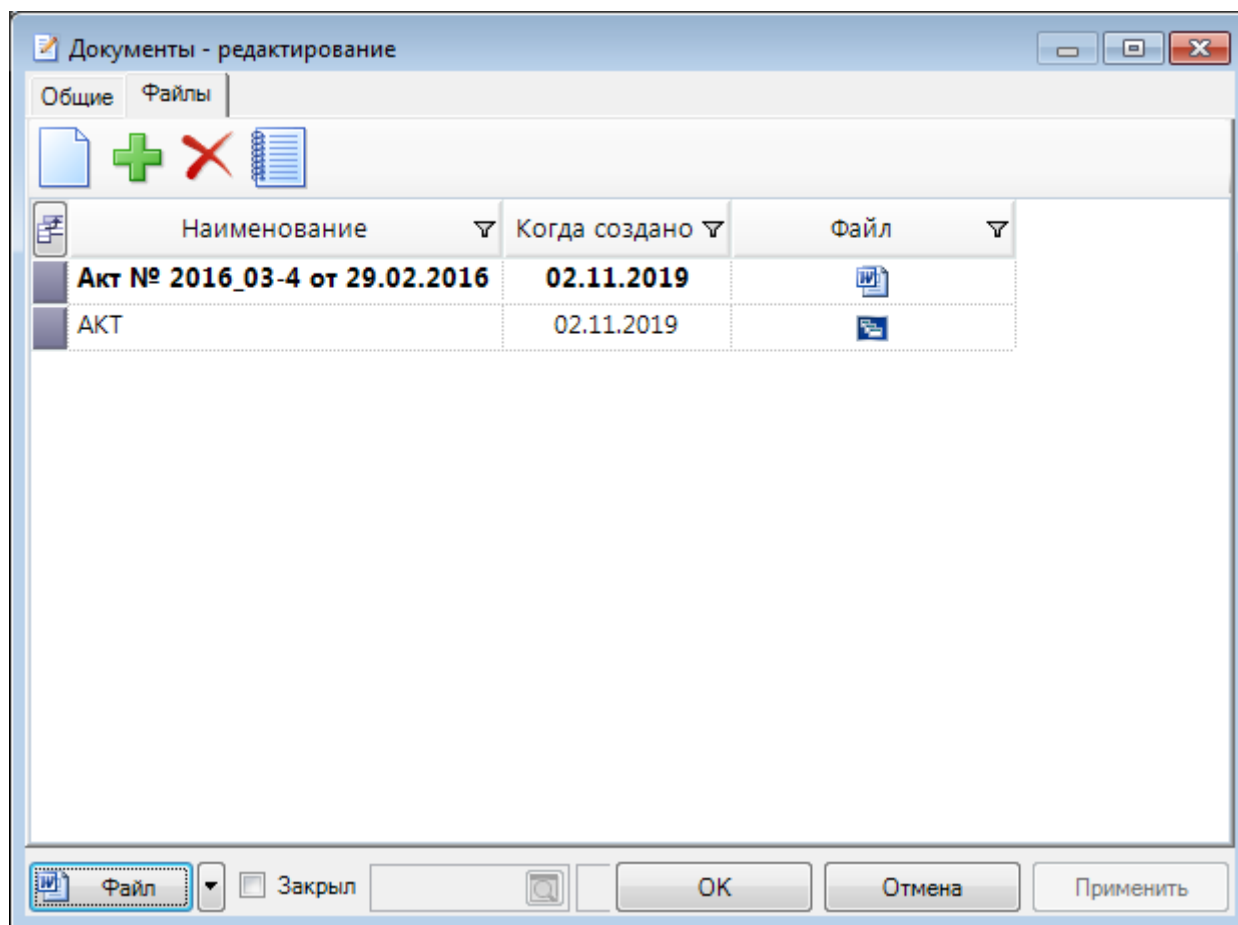 Документы - редактирование
Общие Файлы
Наименование Когда создано Файл
Акт № 2016_03-4 от 29.02.2016 02.11.2019
АКТ 02.11.2019
Файл Закрыл ОК Отмена Применить